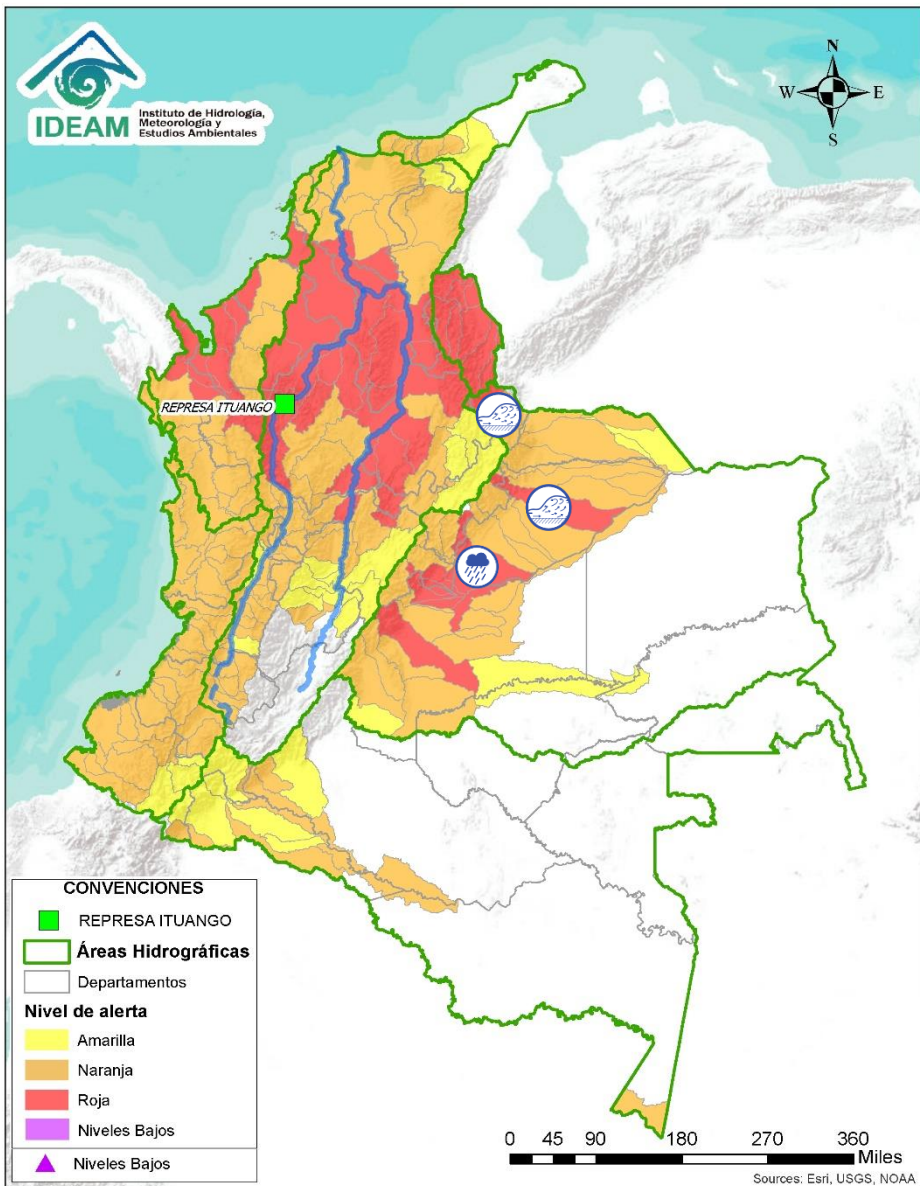 IDEAM
Instituto de Hidrología,
Meteorología y
Estudios Ambientales
N
W
E
S
REPRESA ITUANGO
CONVENCIONES
REPRESA ITUANGO
Áreas Hidrográficas
Departamentos
Nivel de alerta
Amarilla
Naranja
Roja
Niveles Bajos
Niveles Bajos
0 45 90 180 270 360
Miles
Sources: Esri, USGS, NOAA